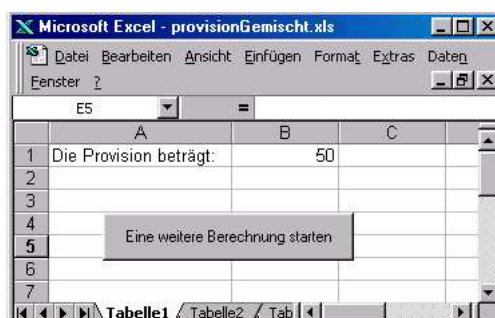 Microsoft Excel - provisionGemischt.xls
Datei Bearbeiten Ansicht Einfügen Format Extras Daten
Fenster ?
E5 =
A B C
1 Die Provision beträgt: 50
2
3
4
Eine weitere Berechnung starten
5
6
7
Tabelle1 Tabelle2 Tab